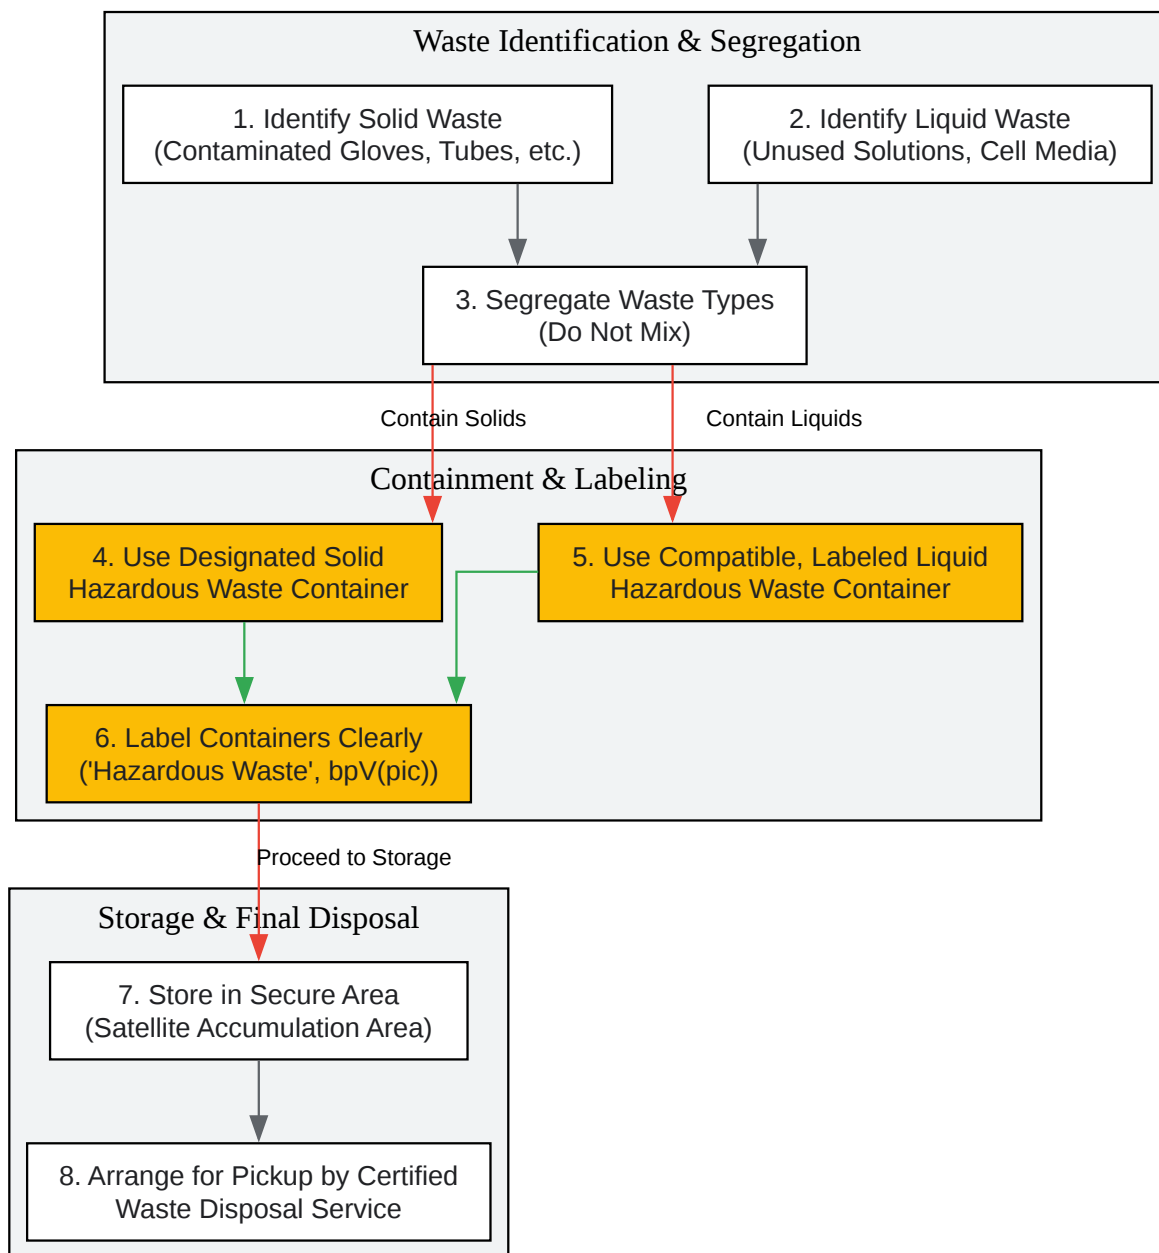 Waste Identification & Segregation
1. Identify Solid Waste
(Contaminated Gloves, Tubes, etc.)
2. Identify Liquid Waste
(Unused Solutions, Cell Media)
3. Segregate Waste Types
(Do Not Mix)
Contain Solids
Contain Liquids
Containment & Labeling
4. Use Designated Solid
Hazardous Waste Container
5. Use Compatible, Labeled Liquid
Hazardous Waste Container
6. Label Containers Clearly
('Hazardous Waste', bpV(pic))
Proceed to Storage
Storage & Final Disposal
7. Store in Secure Area
(Satellite Accumulation Area)
8. Arrange for Pickup by Certified
Waste Disposal Service